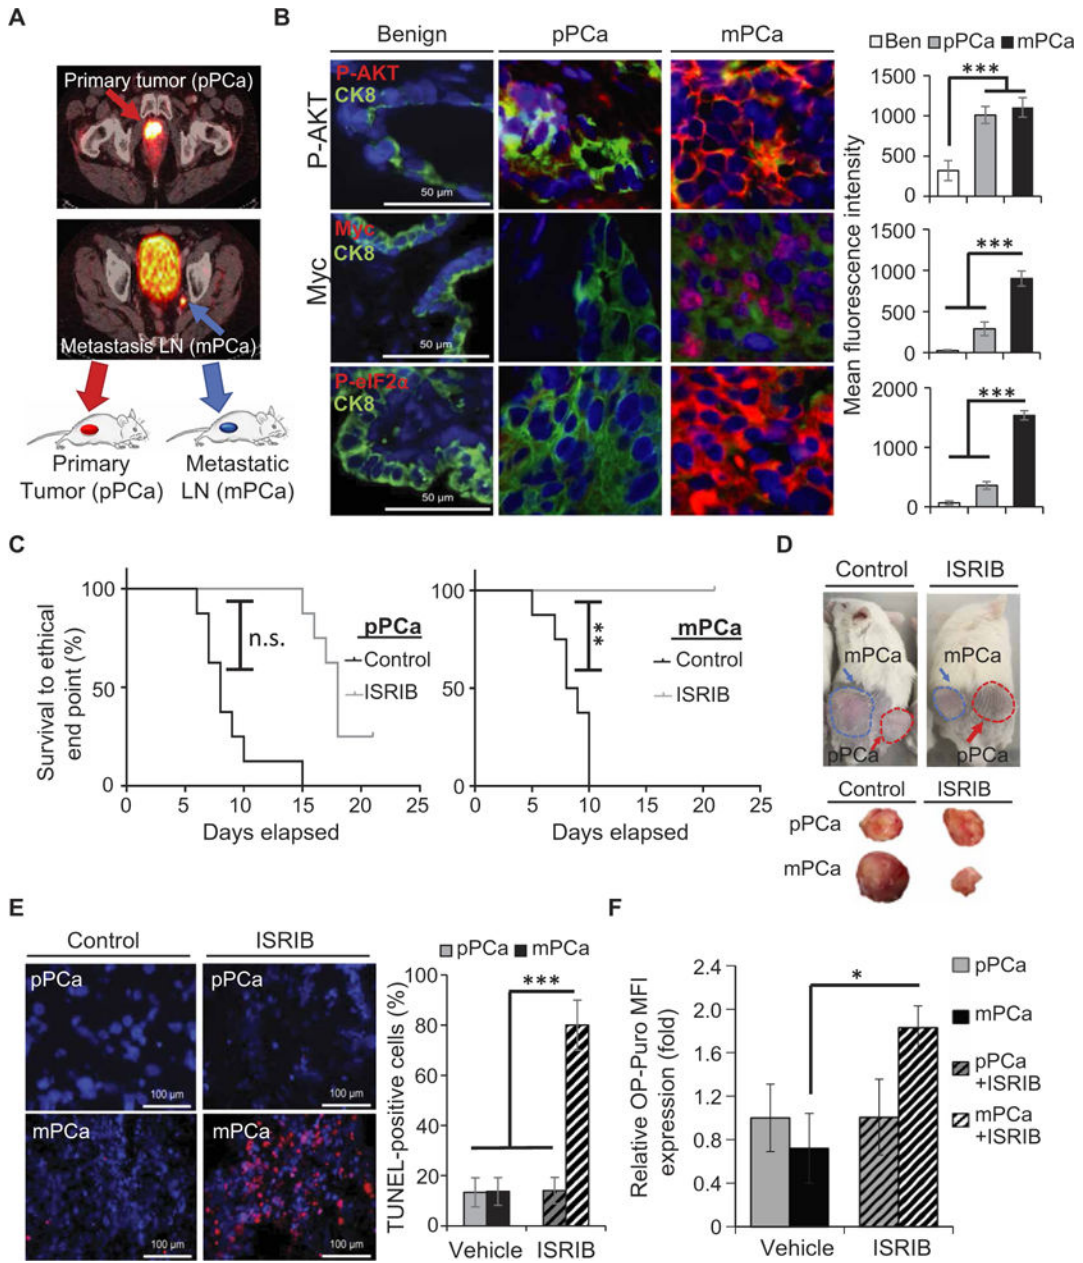 A
Primary tumor (pPCa)
Metastasis LN (mPCa)
Primary
Tumor (pPCa)
Metastatic
LN (mPCa)
B
Benign
pPCa
mPCa
P-AKT
P-AKT
CK8
50 µm
Myc
Myc
CK8
50 µm
P-eIF2α
CK8
50 µm
Ben pPCa mPCa
Mean fluorescence intensity
1500
1000
500
0
***
1500
1000
500
0
***
2000
1000
0
***
C
Survival to ethical
end point (%)
100
50
0
0 5 10 15 20 25
Days elapsed
n.s.
pPCa
Control
ISRIB
100
50
0
0 5 10 15 20 25
Days elapsed
**
mPCa
Control
ISRIB
D
Control ISRIB
mPCa mPCa
pPCa pPCa
Control ISRIB
pPCa
mPCa
E
Control ISRIB
pPCa pPCa
100 µm 100 µm
mPCa mPCa
100 µm 100 µm
pPCa mPCa
TUNEL-positive cells (%)
100
80
60
40
20
0
***
Vehicle ISRIB
F
Relative OP-Puro MFI
expression (fold)
2.4
2.0
1.6
1.2
0.8
0.4
0
*
Vehicle ISRIB
pPCa
mPCa
pPCa
+ISRIB
mPCa
+ISRIB